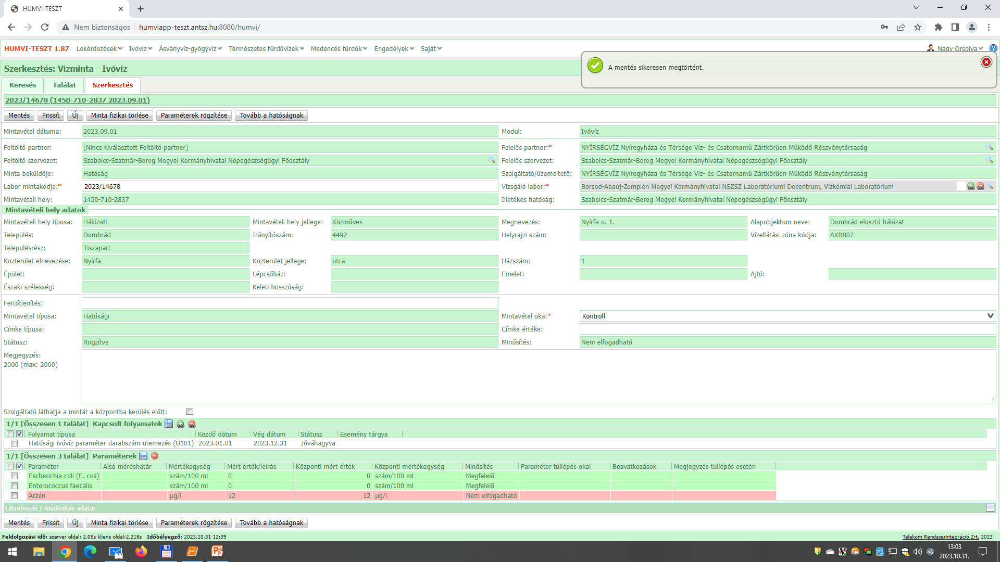 HUMVI-TESZT
Nem biztonságos humviapp-teszt.antsz.hu:8080/humvi/
HUMVI-TESZT 1.87 Lekérdezések Ivóvíz Ásványvíz-gyógyvíz Természetes fürdővizek Medencés fürdők Engedélyek Saját Nagy Orsolya
Szerkesztés: Vízminta - Ivóvíz
A mentés sikeresen megtörtént.
Keresés Találat Szerkesztés
2023/14678 (1450-710-2837 2023.09.01)
Mentés Frissít Új Minta fizikai törlése Paraméterek rögzítése Tovább a hatóságnak
Mintavétel dátuma: 2023.09.01 Modul: Ivóvíz
Feltöltő partner: [Nincs kiválasztott Feltöltő partner] Felelős partner:* NYÍRSÉGVÍZ Nyíregyháza és Térsége Víz- és Csatornamű Zártkörűen Működő Részvénytársaság
Feltöltő szervezet: Szabolcs-Szatmár-Bereg Megyei Kormányhivatal Népegészségügyi Főosztály Felelős szervezet: Szabolcs-Szatmár-Bereg Megyei Kormányhivatal Népegészségügyi Főosztály
Minta beküldője: Hatóság Szolgáltató/üzemeltető: NYÍRSÉGVÍZ Nyíregyháza és Térsége Víz- és Csatornamű Zártkörűen Működő Részvénytársaság
Labor mintakódja:* 2023/14678 Vizsgáló labor:* Borsod-Abaúj-Zemplén Megyei Kormányhivatal NSZSZ Laboratóriumi Decentrum, Vízkémiai Laboratórium
Mintavételi hely: 1450-710-2837 Illetékes hatóság: Szabolcs-Szatmár-Bereg Megyei Kormányhivatal Népegészségügyi Főosztály
Mintavételi hely adatok
Mintavételi hely típusa: Hálózati Mintavételi hely jellege: Közműves Megnevezés: Nyírfa u. 1. Alapobjektum neve: Dombrád elosztó hálózat
Település: Dombrád Irányítószám: 4492 Helyrajzi szám: Vízellátási zóna kódja: AKR807
Településrész: Tiszapart
Közterület elnevezése: Nyírfa Közterület jellege: utca Házszám: 1
Épület: Lépcsőház: Emelet: Ajtó:
Északi szélesség: Keleti hosszúság:
Fertőtlenítés:
Mintavétel típusa: Hatósági Mintavétel oka:* Kontroll
Címke típusa: Címke értéke:
Státusz: Rögzítve Minősítés: Nem elfogadható
Megjegyzés:
2000 (max: 2000)
Szolgáltató láthatja a mintát a központba kerülés előtt:
1/1 [Összesen 1 találat] Kapcsolt folyamatok
Folyamat típusa Kezdő dátum Vég dátum Státusz Esemény tárgya
Hatósági ivóvíz paraméter darabszám ütemezés (U101) 2023.01.01 2023.12.31 Jóváhagyva
1/1 [Összesen 3 találat] Paraméterek
Paraméter Alsó méréshatár Mértékegység Mért érték/leírás Központi mért érték Központi mértékegység Minősítés Paraméter túllépés okai Beavatkozások Megjegyzés túllépés esetén
Escherichia coli (E. coli) szám/100 ml 0 0 szám/100 ml Megfelelő
Enterococcus faecalis szám/100 ml 0 0 szám/100 ml Megfelelő
Arzén µg/l 12 12 µg/l Nem elfogadható
Létrehozás / módosítás adatai
Mentés Frissít Új Minta fizikai törlése Paraméterek rögzítése Tovább a hatóságnak
Feldolgozási idő: szerver oldal: 2,06s kliens oldal:2,218s Időbélyegző: 2023.10.31 12:39 Telekom Rendszerintegráció Zrt. 2023
13:03
2023.10.31.